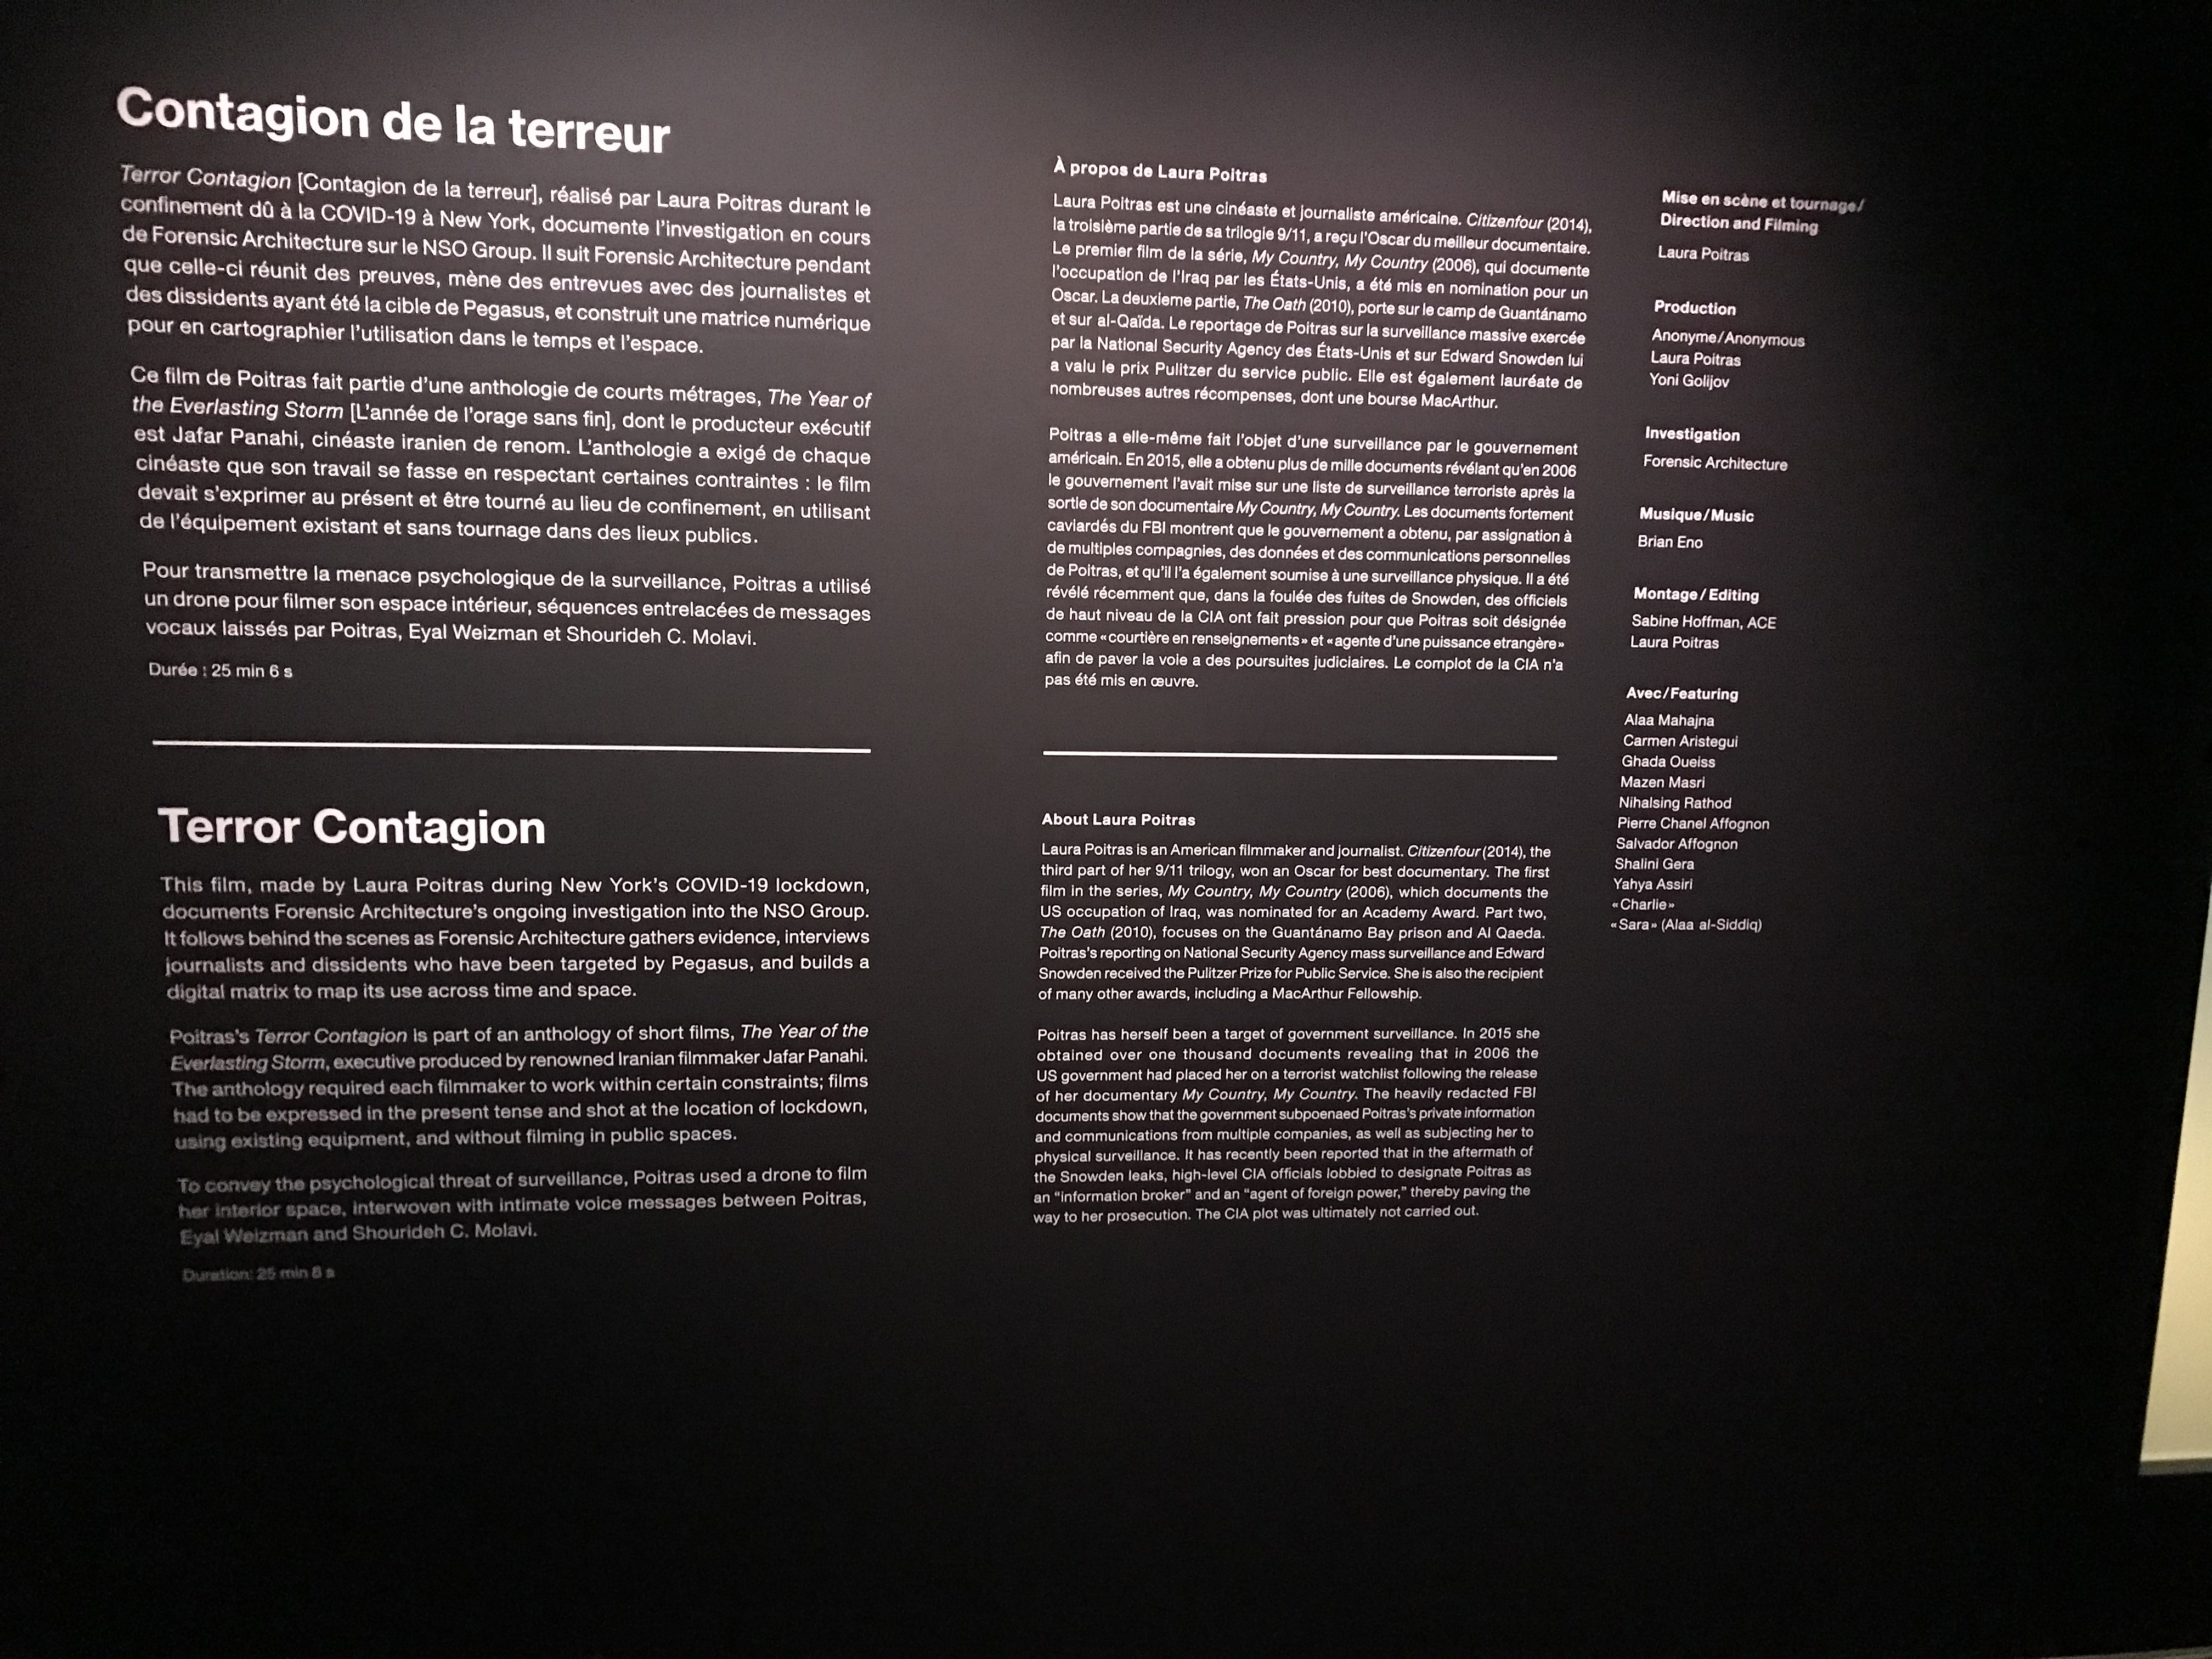 Contagion de la terreur
Terror Contagion [Contagion de la terreur], réalisé par Laura Poitras durant le
confinement dû à la COVID-19 à New York, documente l'investigation en cours
de Forensic Architecture sur le NSO Group. Il suit Forensic Architecture pendant
que celle-ci réunit des preuves, mène des entrevues avec des journalistes et
des dissidents ayant été la cible de Pegasus, et construit une matrice numérique
pour en cartographier l'utilisation dans le temps et l'espace.
Ce film de Poitras fait partie d'une anthologie de courts métrages, The Year of
the Everlasting Storm [L'année de l'orage sans fin], dont le producteur exécutif
est Jafar Panahi, cinéaste iranien de renom. L'anthologie a exigé de chaque
cinéaste que son travail se fasse en respectant certaines contraintes : le film
devait s'exprimer au présent et être tourné au lieu de confinement, en utilisant
de l'équipement existant et sans tournage dans des lieux publics.
Pour transmettre la menace psychologique de la surveillance, Poitras a utilisé
un drone pour filmer son espace intérieur, séquences entrelacées de messages
vocaux laissés par Poitras, Eyal Weizman et Shourideh C. Molavi.
Durée : 25 min 6 s
Terror Contagion
This film, made by Laura Poitras during New York's COVID-19 lockdown,
documents Forensic Architecture's ongoing investigation into the NSO Group.
It follows behind the scenes as Forensic Architecture gathers evidence, interviews
journalists and dissidents who have been targeted by Pegasus, and builds a
digital matrix to map its use across time and space.
Poitras's Terror Contagion is part of an anthology of short films, The Year of the
Everlasting Storm, executive produced by renowned Iranian filmmaker Jafar Panahi.
The anthology required each filmmaker to work within certain constraints; films
had to be expressed in the present tense and shot at the location of lockdown,
using existing equipment, and without filming in public spaces.
To convey the psychological threat of surveillance, Poitras used a drone to film
her interior space, interwoven with intimate voice messages between Poitras,
Eyal Weizman and Shourideh C. Molavi.
Duration: 25 min 6 s
À propos de Laura Poitras
Laura Poitras est une cinéaste et journaliste américaine. Citizenfour (2014),
la troisième partie de sa trilogie 9/11, a reçu l'Oscar du meilleur documentaire.
Le premier film de la série, My Country, My Country (2006), qui documente
l'occupation de l'Iraq par les États-Unis, a été mis en nomination pour un
Oscar. La deuxieme partie, The Oath (2010), porte sur le camp de Guantánamo
et sur al-Qaïda. Le reportage de Poitras sur la surveillance massive exercée
par la National Security Agency des États-Unis et sur Edward Snowden lui
a valu le prix Pulitzer du service public. Elle est également lauréate de
nombreuses autres récompenses, dont une bourse MacArthur.
Poitras a elle-même fait l'objet d'une surveillance par le gouvernement
américain. En 2015, elle a obtenu plus de mille documents révélant qu'en 2006
le gouvernement l'avait mise sur une liste de surveillance terroriste après la
sortie de son documentaire My Country, My Country. Les documents fortement
caviardés du FBI montrent que le gouvernement a obtenu, par assignation à
de multiples compagnies, des données et des communications personnelles
de Poitras, et qu'il l'a également soumise à une surveillance physique. Il a été
révélé récemment que, dans la foulée des fuites de Snowden, des officiels
de haut niveau de la CIA ont fait pression pour que Poitras soit désignée
comme «courtière en renseignements» et «agente d'une puissance etrangère»
afin de paver la voie a des poursuites judiciaires. Le complot de la CIA n'a
pas été mis en œuvre.
About Laura Poitras
Laura Poitras is an American filmmaker and journalist. Citizenfour (2014), the
third part of her 9/11 trilogy, won an Oscar for best documentary. The first
film in the series, My Country, My Country (2006), which documents the
US occupation of Iraq, was nominated for an Academy Award. Part two,
The Oath (2010), focuses on the Guantánamo Bay prison and Al Qaeda.
Poitras's reporting on National Security Agency mass surveillance and Edward
Snowden received the Pulitzer Prize for Public Service. She is also the recipient
of many other awards, including a MacArthur Fellowship.
Poitras has herself been a target of government surveillance. In 2015 she
obtained over one thousand documents revealing that in 2006 the
US government had placed her on a terrorist watchlist following the release
of her documentary My Country, My Country. The heavily redacted FBI
documents show that the government subpoenaed Poitras's private information
and communications from multiple companies, as well as subjecting her to
physical surveillance. It has recently been reported that in the aftermath of
the Snowden leaks, high-level CIA officials lobbied to designate Poitras as
an "information broker" and an "agent of foreign power," thereby paving the
way to her prosecution. The CIA plot was ultimately not carried out.
Mise en scène et tournage/
Direction and Filming
Laura Poitras
Production
Anonyme/Anonymous
Laura Poitras
Yoni Golijov
Investigation
Forensic Architecture
Musique/Music
Brian Eno
Montage/Editing
Sabine Hoffman, ACE
Laura Poitras
Avec/Featuring
Alaa Mahajna
Carmen Aristegui
Ghada Oueiss
Mazen Masri
Nihalsing Rathod
Pierre Chanel Affognon
Salvador Affognon
Shalini Gera
Yahya Assiri
«Charlie»
«Sara» (Alaa al-Siddiq)